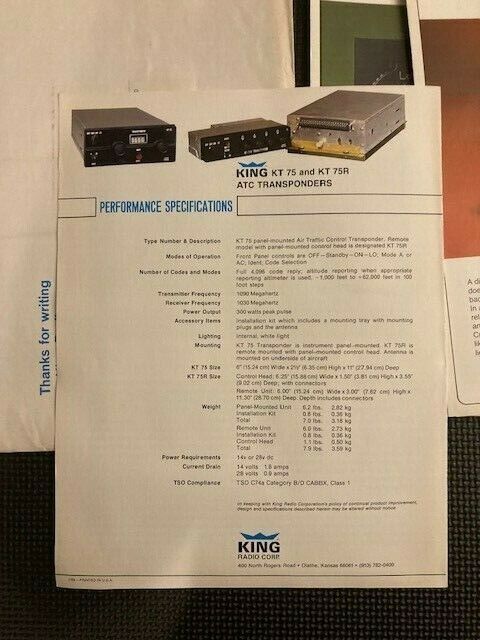 KING KT 75 and KT 75R
ATC TRANSPONDERS
PERFORMANCE SPECIFICATIONS
Type Number & Description KT 75 panel-mounted Air Traffic Control Transponder. Remote
model with panel-mounted control head is designated KT 75R
Modes of Operation Front Panel controls are OFF—Standby—ON—LO; Mode A or
AC, Ident, Code Selection
Number of Codes and Modes Full 4,096 code reply; altitude reporting when appropriate
reporting altimeter is used, -1,000 feet to +62,000 feet in 100
foot steps
Transmitter Frequency 1090 Megahertz
Receiver Frequency 1030 Megahertz
Power Output 300 watts peak pulse
Accessory Items Installation kit which includes a mounting tray with mounting
plugs and the antenna
Lighting Internal, white light
Mounting KT 75 Transponder is instrument panel-mounted. KT 75R is
remote mounted with panel-mounted control head. Antenna is
mounted on underside of aircraft
KT 75 Size 6" (15.24 cm) Wide x 2½" (6.35 cm) High x 11" (27.94 cm) Deep
KT 75R Size Control Head: 6.25" (15.88 cm) Wide x 1.50" (3.81 cm) High x 3.55"
(9.02 cm) Deep; with connectors
Remote Unit: 6.00" (15.24 cm) Wide x 3.00" (7.62 cm) High x
11.30" (28.70 cm) Deep. Depth includes connectors
Weight Panel-Mounted Unit 6.2 lbs. 2.82 kg
Installation Kit 0.8 lbs. 0.36 kg
Total 7.0 lbs. 3.18 kg
Remote Unit 6.0 lbs. 2.73 kg
Installation Kit 0.8 lbs. 0.36 kg
Control Head 1.1 lbs. 0.50 kg
Total 7.9 lbs. 3.59 kg
Power Requirements 14v or 28v dc
Current Drain 14 volts 1.8 amps
28 volts 0.9 amps
TSO Compliance TSO C74a Category B/D CABBX, Class 1
In keeping with King Radio Corporation's policy of continual product improvement,
design and specifications described herein may be altered without notice
KING
RADIO CORP.
400 North Rogers Road • Olathe, Kansas 66061 • (913) 782-0400
PRINTED IN U.S.A.
Thanks for writing
A di